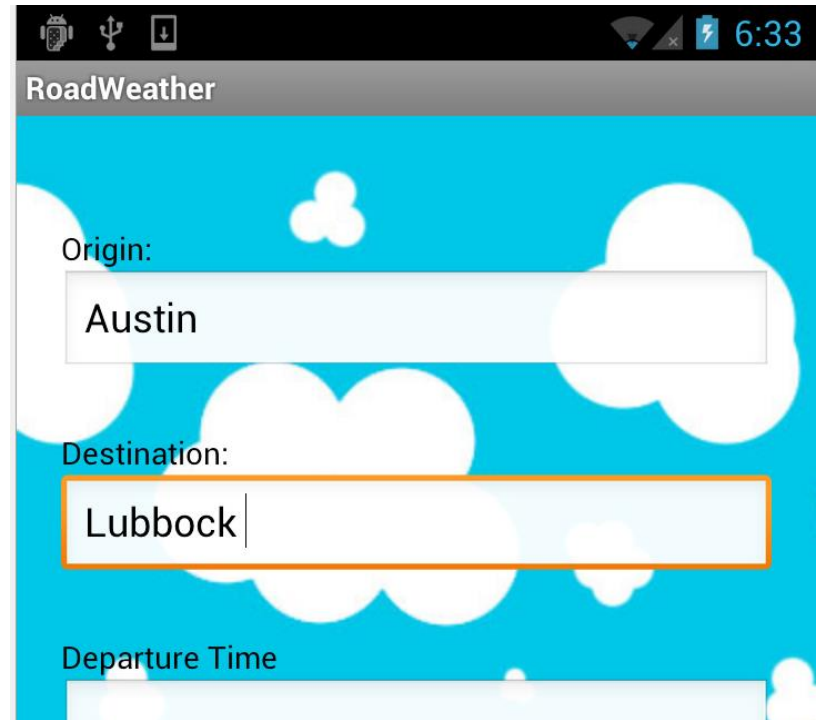 6:33
RoadWeather
Origin:
Austin
Destination:
Lubbock
Departure Time